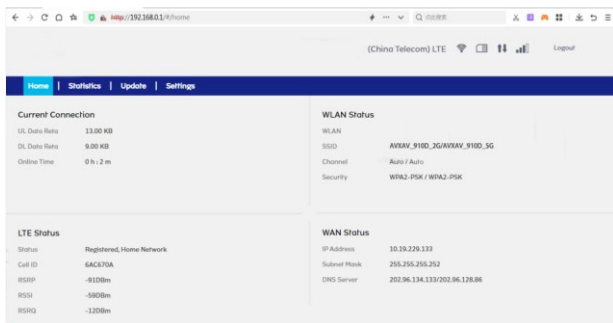 http://192.168.0.1/#/home
(China Telecom) LTE
Logout
Home | Statistics | Update | Settings
Current Connection
UL Data Rate 13.00 KB
DL Data Rate 9.00 KB
Online Time 0 h : 2 m
WLAN Status
WLAN
SSID AVXAV_910D_2G/AVXAV_910D_5G
Channel Auto / Auto
Security WPA2-PSK / WPA2-PSK
LTE Status
Status Registered, Home Network
Cell ID 6AC670A
RSRP -91DBm
RSSI -59DBm
RSRQ -12DBm
WAN Status
IP Address 10.19.229.133
Subnet Mask 255.255.255.252
DNS Server 202.96.134.133/202.96.128.86